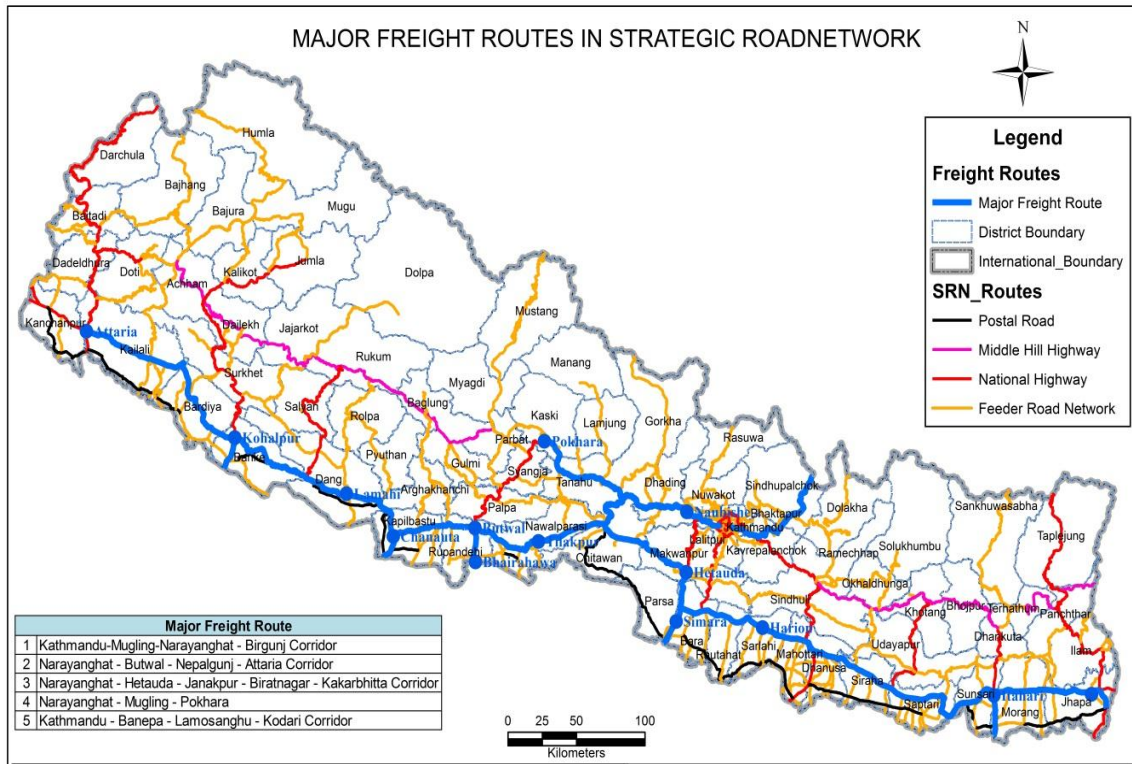 MAJOR FREIGHT ROUTES IN STRATEGIC ROADNETWORK
N
Legend
Freight Routes
Major Freight Route
District Boundary
International_Boundary
SRN_Routes
Postal Road
Middle Hill Highway
National Highway
Feeder Road Network
Humla
Darchula
Bajhang
Mugu
Bajura
Baitadi
Jumla
Dadeldhura
Doti
Kalikot
Dolpa
Achham
Mustang
Kanchanpur
Attaria
Dailekh
Jajarkot
Kailali
Manang
Rukum
Surkhet
Myagdi
Baglung
Bardiya
Salyan
Rolpa
Kaski
Lamjung
Gorkha
Kohalpur
Parbat
Pokhara
Rasuwa
Banke
Pyuthan
Gulmi
Syangja
Sindhupalchok
Dang
Tanahu
Dhading
Nuwakot
Lamahi
Arghakhanchi
Palpa
Nawalparasi
Bhaktapur
Dolakha
Sankhuwasabha
Kathmandu
Taplejung
Kapilbastu
Butwal
Chanauta
Rupandehi
Thakpur
Lalitpur
Kavrepalanchok
Ramechhap
Solukhumbu
Chitawan
Makwanpur
Bhairahawa
Hetauda
Okhaldhunga
Sindhuli
Khotang
Bhojpur
Terhathum
Panchthar
Parsa
Simara
Harion
Dhankuta
Udayapur
Ilam
Bara
Rautahat
Sarlahi
Mahottari
Dhanusa
Siraha
Saptari
Sunsari
Morang
Jhapa
Major Freight Route
1 Kathmandu-Mugling-Narayanghat - Birgunj Corridor
2 Narayanghat - Butwal - Nepalgunj - Attaria Corridor
3 Narayanghat - Hetauda - Janakpur - Biratnagar - Kakarbhitta Corridor
4 Narayanghat - Mugling - Pokhara
5 Kathmandu - Banepa - Lamosanghu - Kodari Corridor
0 25 50 100
Kilometers